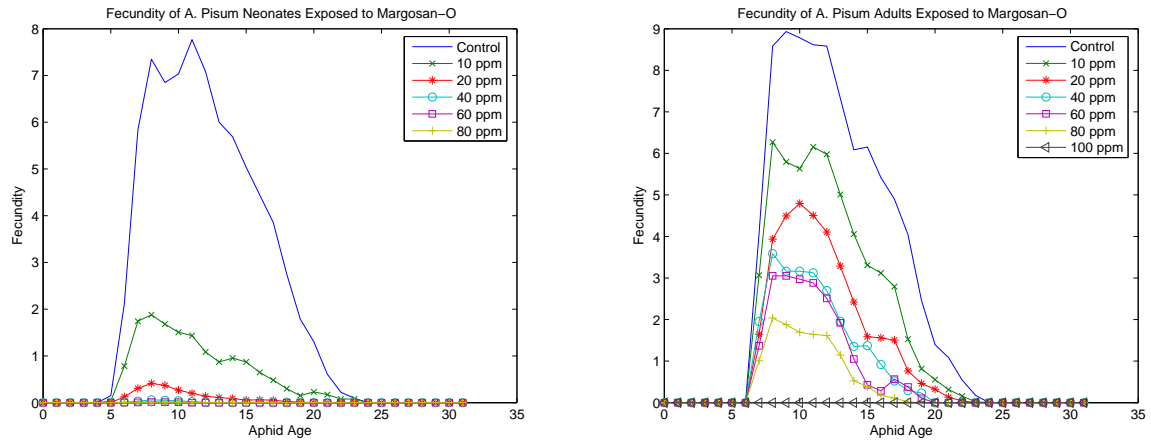 Fecundity of A. Pisum Neonates Exposed to Margosan−O
8
7
6
5
4
3
2
1
0
Fecundity
0 5 10 15 20 25 30 35
Aphid Age
Control
10 ppm
20 ppm
40 ppm
60 ppm
80 ppm
Fecundity of A. Pisum Adults Exposed to Margosan−O
9
8
7
6
5
4
3
2
1
0
Fecundity
0 5 10 15 20 25 30 35
Aphid Age
Control
10 ppm
20 ppm
40 ppm
60 ppm
80 ppm
100 ppm